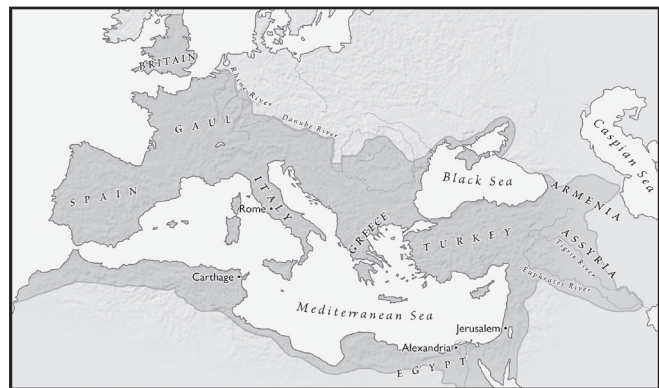 BRITAIN
Rhine River
GAUL
Danube River
Caspian Sea
SPAIN
ITALY
Black Sea
ARMENIA
Rome
GREECE
TURKEY
ASSYRIA
Tigris River
Carthage
Euphrates River
Mediterranean Sea
Jerusalem
Alexandria
EGYPT